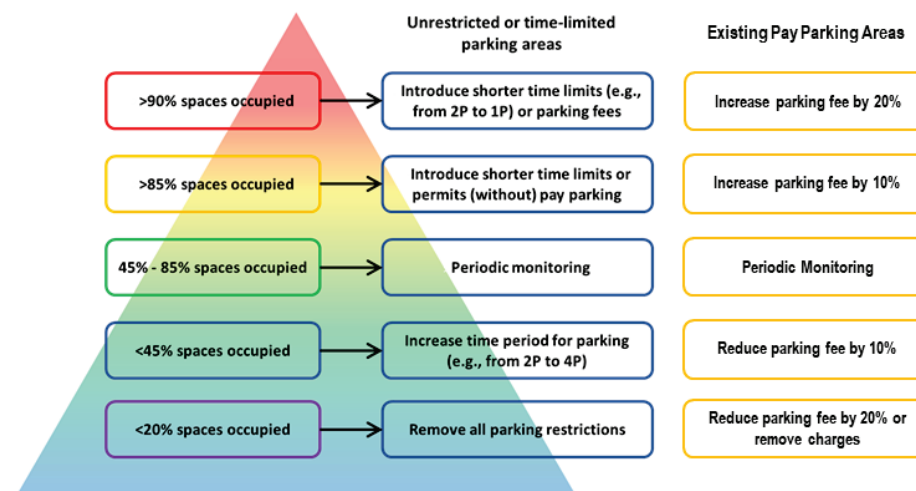 Unrestricted or time-limited
parking areas
Existing Pay Parking Areas
>90% spaces occupied
Introduce shorter time limits (e.g.,
from 2P to 1P) or parking fees
Increase parking fee by 20%
>85% spaces occupied
Introduce shorter time limits or
permits (without) pay parking
Increase parking fee by 10%
45% - 85% spaces occupied
Periodic monitoring
Periodic Monitoring
<45% spaces occupied
Increase time period for parking
(e.g., from 2P to 4P)
Reduce parking fee by 10%
<20% spaces occupied
Remove all parking restrictions
Reduce parking fee by 20% or
remove charges